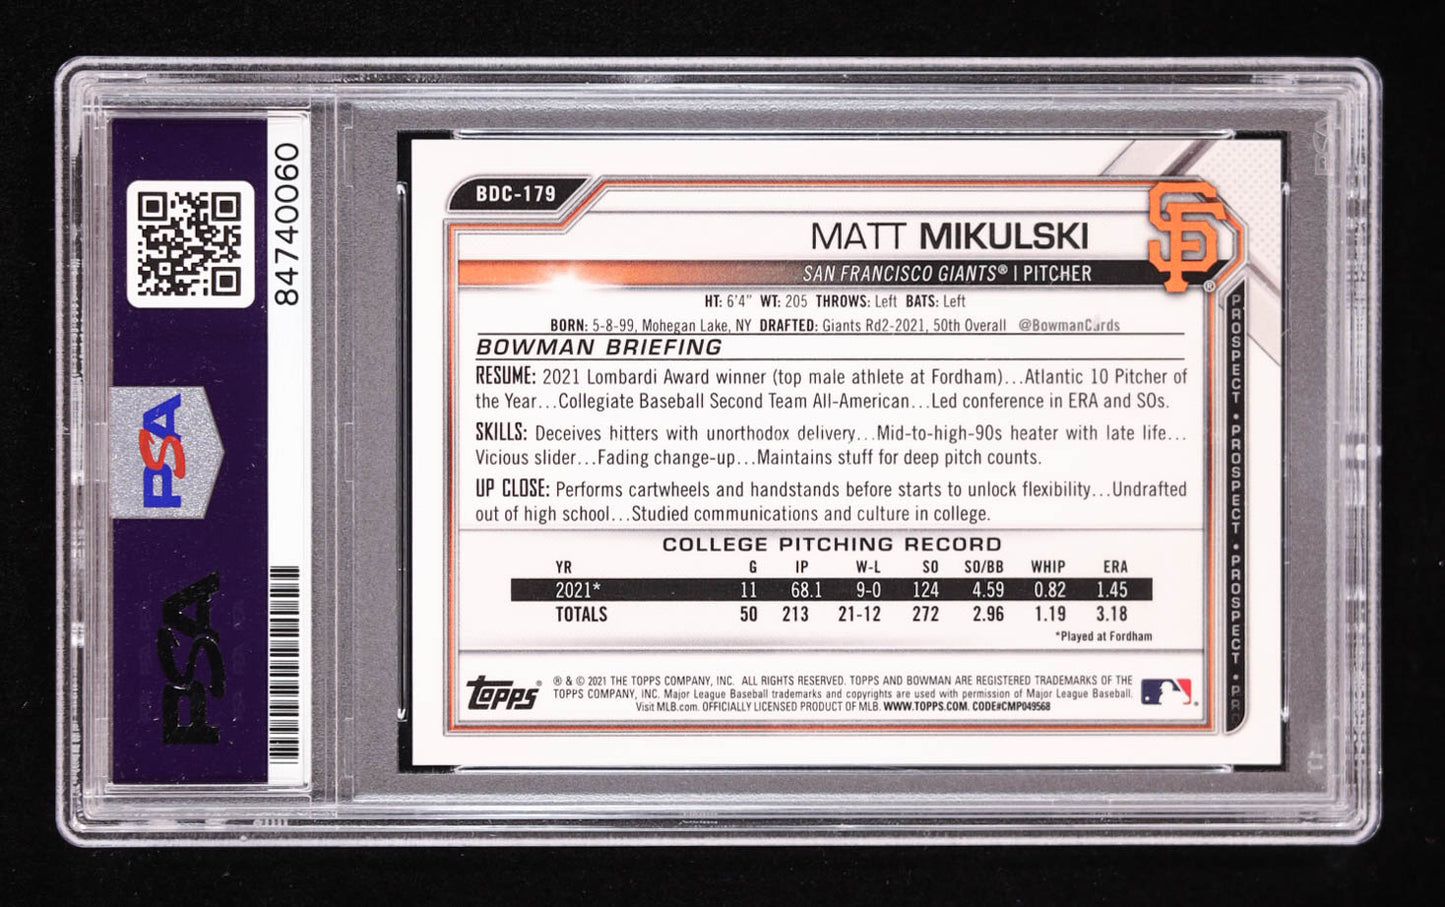 84740060
PSA
PSA
BDC-179
MATT MIKULSKI
SF
SAN FRANCISCO GIANTS® | PITCHER
HT: 6'4" WT: 205 THROWS: Left BATS: Left
BORN: 5-8-99, Mohegan Lake, NY DRAFTED: Giants Rd2-2021, 50th Overall @BowmanCards
BOWMAN BRIEFING
RESUME: 2021 Lombardi Award winner (top male athlete at Fordham)...Atlantic 10 Pitcher of
the Year...Collegiate Baseball Second Team All-American...Led conference in ERA and SOs.
SKILLS: Deceives hitters with unorthodox delivery...Mid-to-high-90s heater with late life...
Vicious slider...Fading change-up...Maintains stuff for deep pitch counts.
UP CLOSE: Performs cartwheels and handstands before starts to unlock flexibility...Undrafted
out of high school...Studied communications and culture in college.
COLLEGE PITCHING RECORD
YR G IP W-L SO SO/BB WHIP ERA
2021* 11 68.1 9-0 124 4.59 0.82 1.45
TOTALS 50 213 21-12 272 2.96 1.19 3.18
*Played at Fordham
topps
® & © 2021 THE TOPPS COMPANY, INC. ALL RIGHTS RESERVED. TOPPS AND BOWMAN ARE REGISTERED TRADEMARKS OF THE
TOPPS COMPANY, INC. Major League Baseball trademarks and copyrights are used with permission of Major League Baseball.
Visit MLB.com. OFFICIALLY LICENSED PRODUCT OF MLB. WWW.TOPPS.COM. CODE#CMP049568
PROSPECT • PROSPECT • PROSPECT • PRO